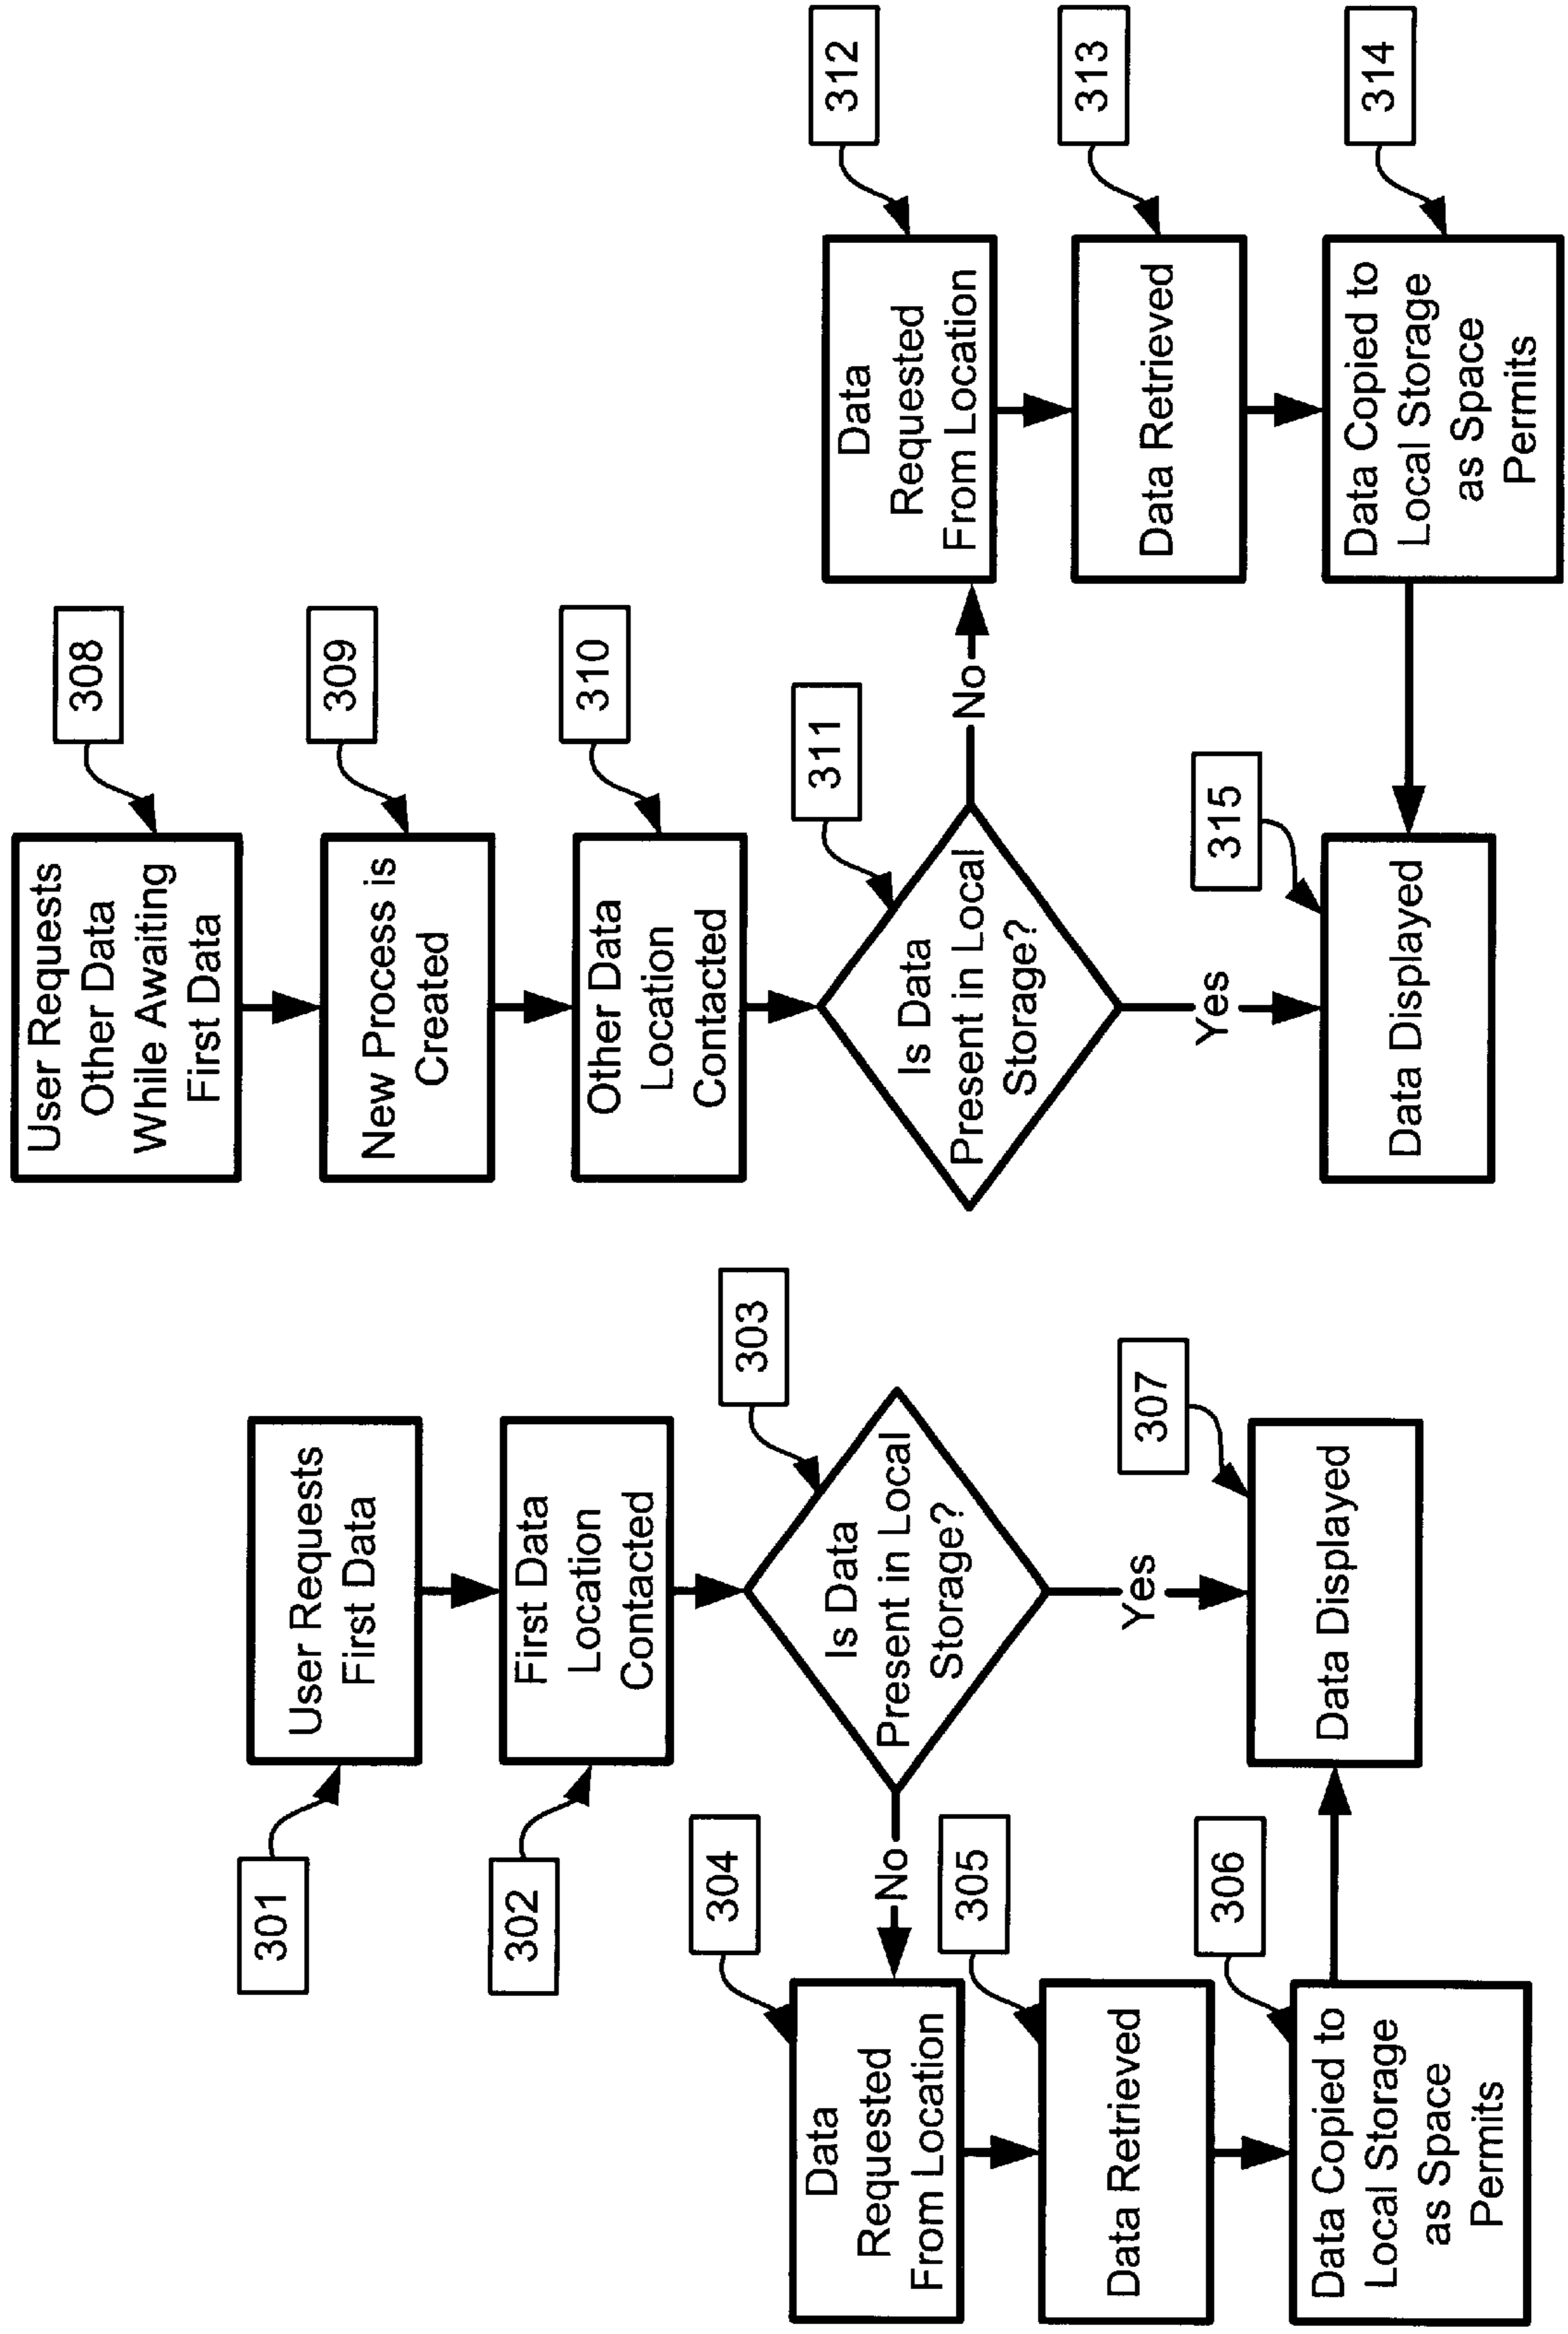 301
User Requests
First Data
302
First Data
Location
Contacted
303
Is Data
Present in Local
Storage?
No
304
Data
Requested
From Location
305
Data Retrieved
306
Data Copied to
Local Storage
as Space
Permits
Yes
307
Data Displayed
308
User Requests
Other Data
While Awaiting
First Data
309
New Process is
Created
310
Other Data
Location
Contacted
311
Is Data
Present in Local
Storage?
No
312
Data
Requested
From Location
313
Data Retrieved
314
Data Copied to
Local Storage
as Space
Permits
Yes
315
Data Displayed